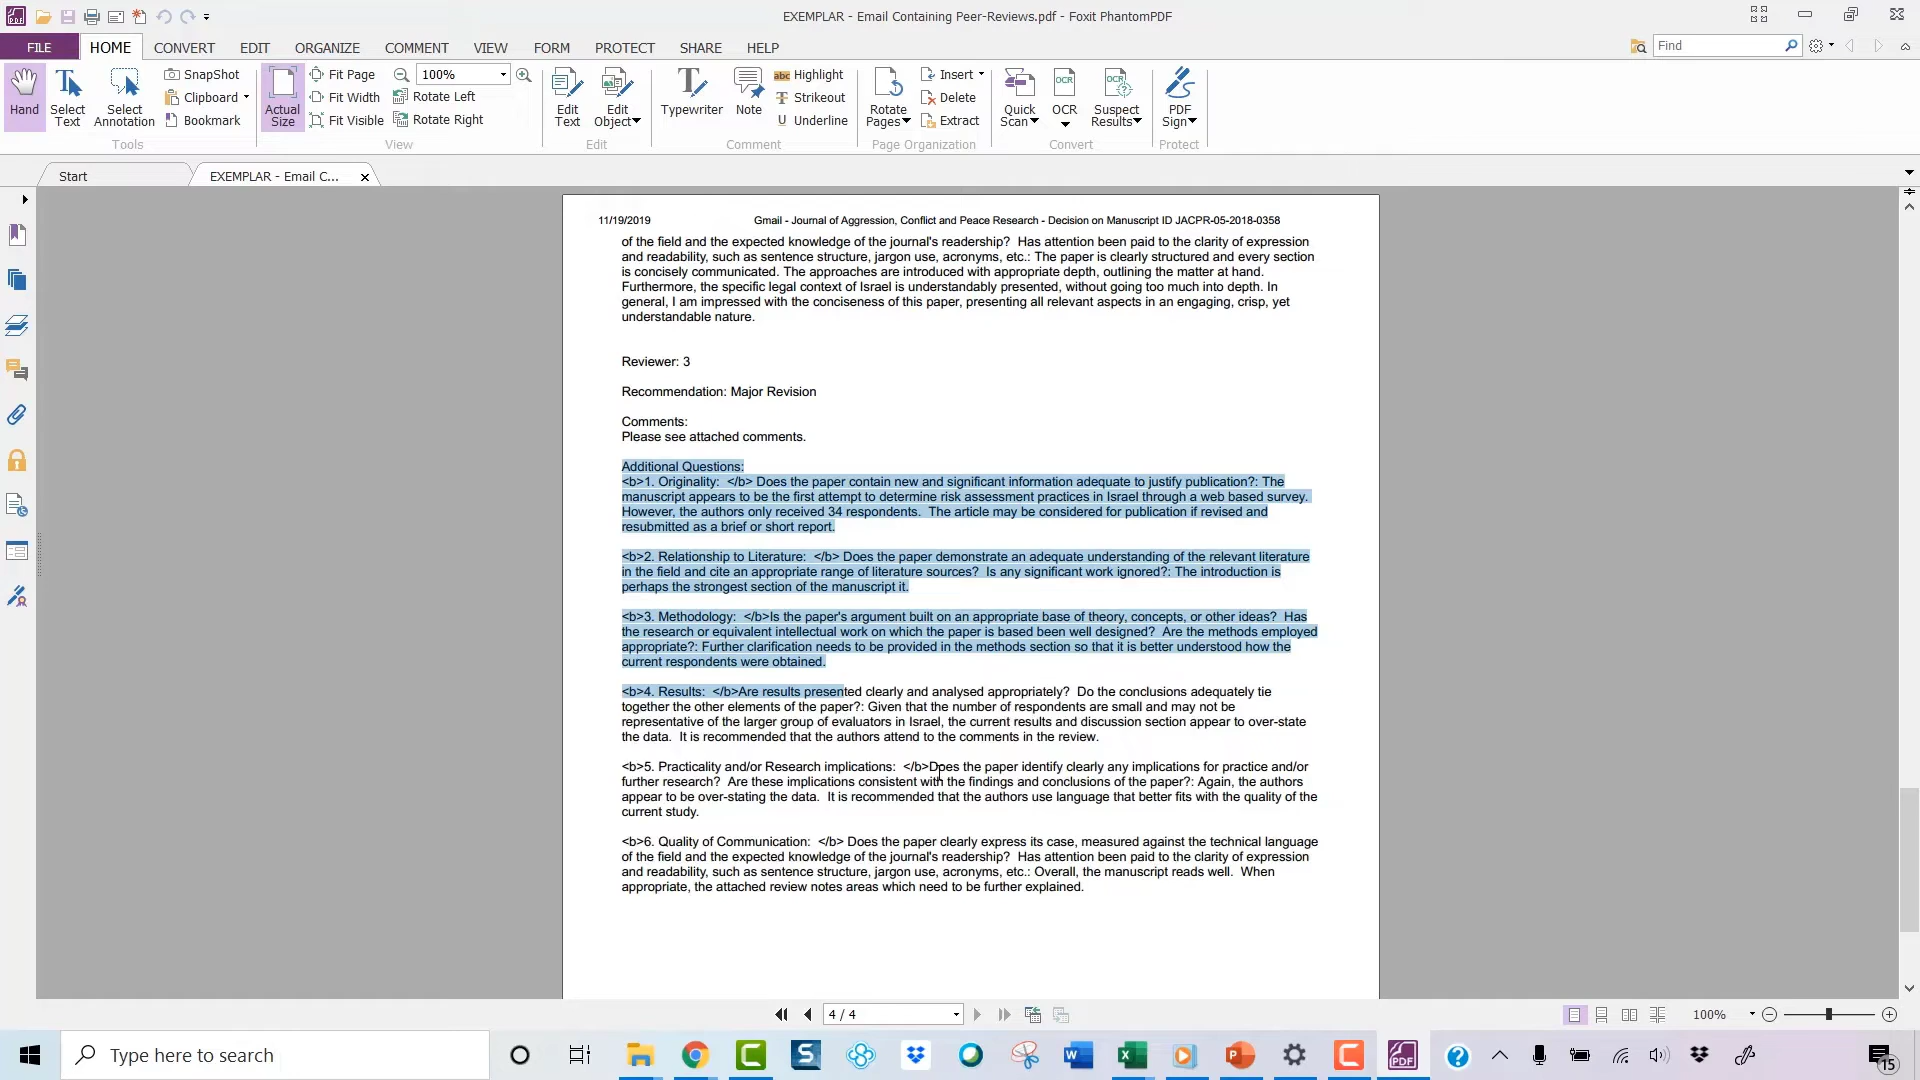 EXEMPLAR - Email Containing Peer-Reviews.pdf - Foxit PhantomPDF
FILE HOME CONVERT EDIT ORGANIZE COMMENT VIEW FORM PROTECT SHARE HELP
Find
Hand
Select Text
Select Annotation
SnapShot
Clipboard
Bookmark
Tools
Actual Size
Fit Page
Fit Width
Fit Visible
100%
Rotate Left
Rotate Right
View
Edit Text
Edit Object
Edit
Typewriter
Note
Highlight
Strikeout
Underline
Comment
Rotate Pages
Insert
Delete
Extract
Page Organization
Quick Scan
OCR
OCR
Suspect Results
Convert
PDF Sign
Protect
Start
EXEMPLAR - Email C...
11/19/2019 Gmail - Journal of Aggression, Conflict and Peace Research - Decision on Manuscript ID JACPR-05-2018-0358
of the field and the expected knowledge of the journal's readership?  Has attention been paid to the clarity of expression
and readability, such as sentence structure, jargon use, acronyms, etc.: The paper is clearly structured and every section
is concisely communicated. The approaches are introduced with appropriate depth, outlining the matter at hand.
Furthermore, the specific legal context of Israel is understandably presented, without going too much into depth. In
general, I am impressed with the conciseness of this paper, presenting all relevant aspects in an engaging, crisp, yet
understandable nature.
Reviewer: 3
Recommendation: Major Revision
Comments:
Please see attached comments.
Additional Questions:
<b>1. Originality:  </b> Does the paper contain new and significant information adequate to justify publication?: The
manuscript appears to be the first attempt to determine risk assessment practices in Israel through a web based survey.
However, the authors only received 34 respondents.  The article may be considered for publication if revised and
resubmitted as a brief or short report.
<b>2. Relationship to Literature:  </b> Does the paper demonstrate an adequate understanding of the relevant literature
in the field and cite an appropriate range of literature sources?  Is any significant work ignored?: The introduction is
perhaps the strongest section of the manuscript it.
<b>3. Methodology:  </b>Is the paper's argument built on an appropriate base of theory, concepts, or other ideas?  Has
the research or equivalent intellectual work on which the paper is based been well designed?  Are the methods employed
appropriate?: Further clarification needs to be provided in the methods section so that it is better understood how the
current respondents were obtained.
<b>4. Results:  </b>Are results presented clearly and analysed appropriately?  Do the conclusions adequately tie
together the other elements of the paper?: Given that the number of respondents are small and may not be
representative of the larger group of evaluators in Israel, the current results and discussion section appear to over-state
the data.  It is recommended that the authors attend to the comments in the review.
<b>5. Practicality and/or Research implications:  </b>Does the paper identify clearly any implications for practice and/or
further research?  Are these implications consistent with the findings and conclusions of the paper?: Again, the authors
appear to be over-stating the data.  It is recommended that the authors use language that better fits with the quality of the
current study.
<b>6. Quality of Communication:  </b> Does the paper clearly express its case, measured against the technical language
of the field and the expected knowledge of the journal's readership?  Has attention been paid to the clarity of expression
and readability, such as sentence structure, jargon use, acronyms, etc.: Overall, the manuscript reads well.  When
appropriate, the attached review notes areas which need to be further explained.
4 / 4
100%
Type here to search
15